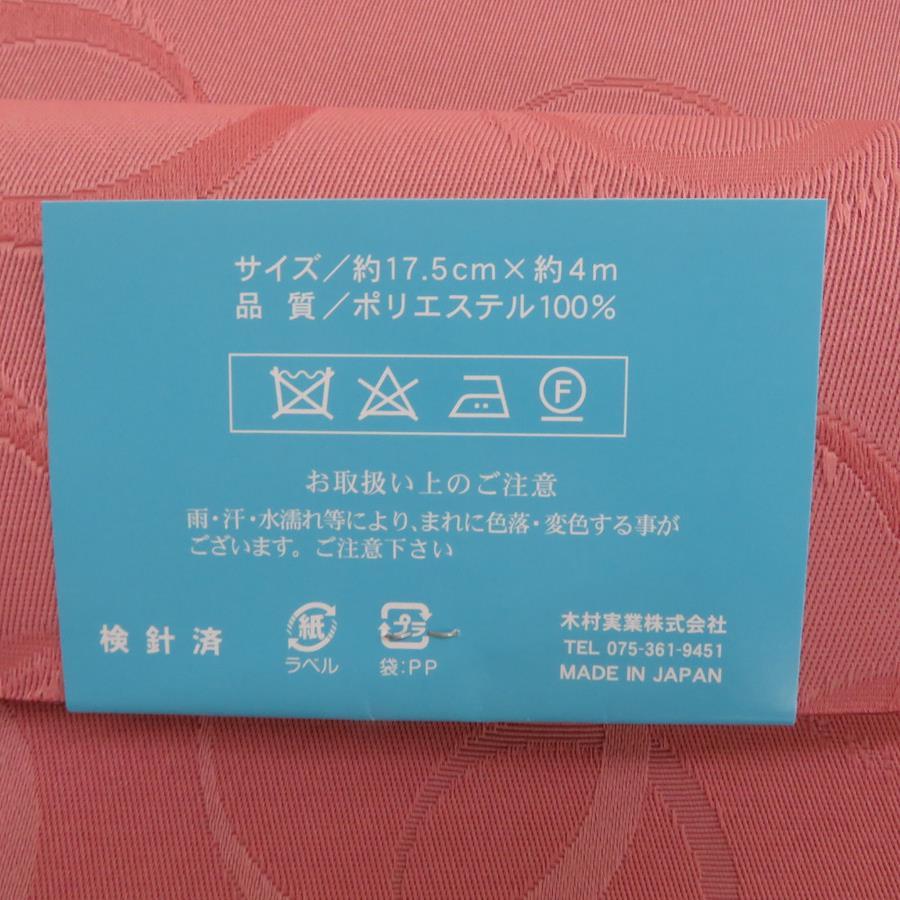 サイズ／約17.5cm×約4m
品 質／ポリエステル100%
F
お取扱い上のご注意
雨・汗・水濡れ等により、まれに色落・変色する事が
ございます。ご注意下さい
検針済
紙
ラベル
プラ
袋:PP
木村実業株式会社
TEL 075-361-9451
MADE IN JAPAN